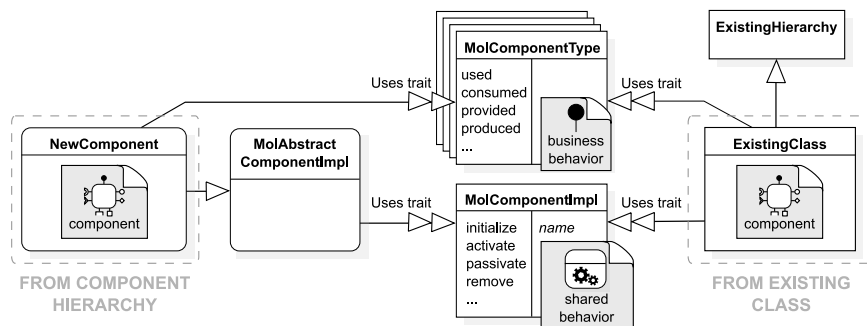 MolComponentType
used
consumed
provided
produced
...
business
behavior
ExistingHierarchy
Uses trait
Uses trait
NewComponent
component
MolAbstract
ComponentImpl
ExistingClass
component
Uses trait
Uses trait
MolComponentImpl
initialize
activate
passivate
remove
...
name
shared
behavior
FROM COMPONENT
HIERARCHY
FROM EXISTING
CLASS